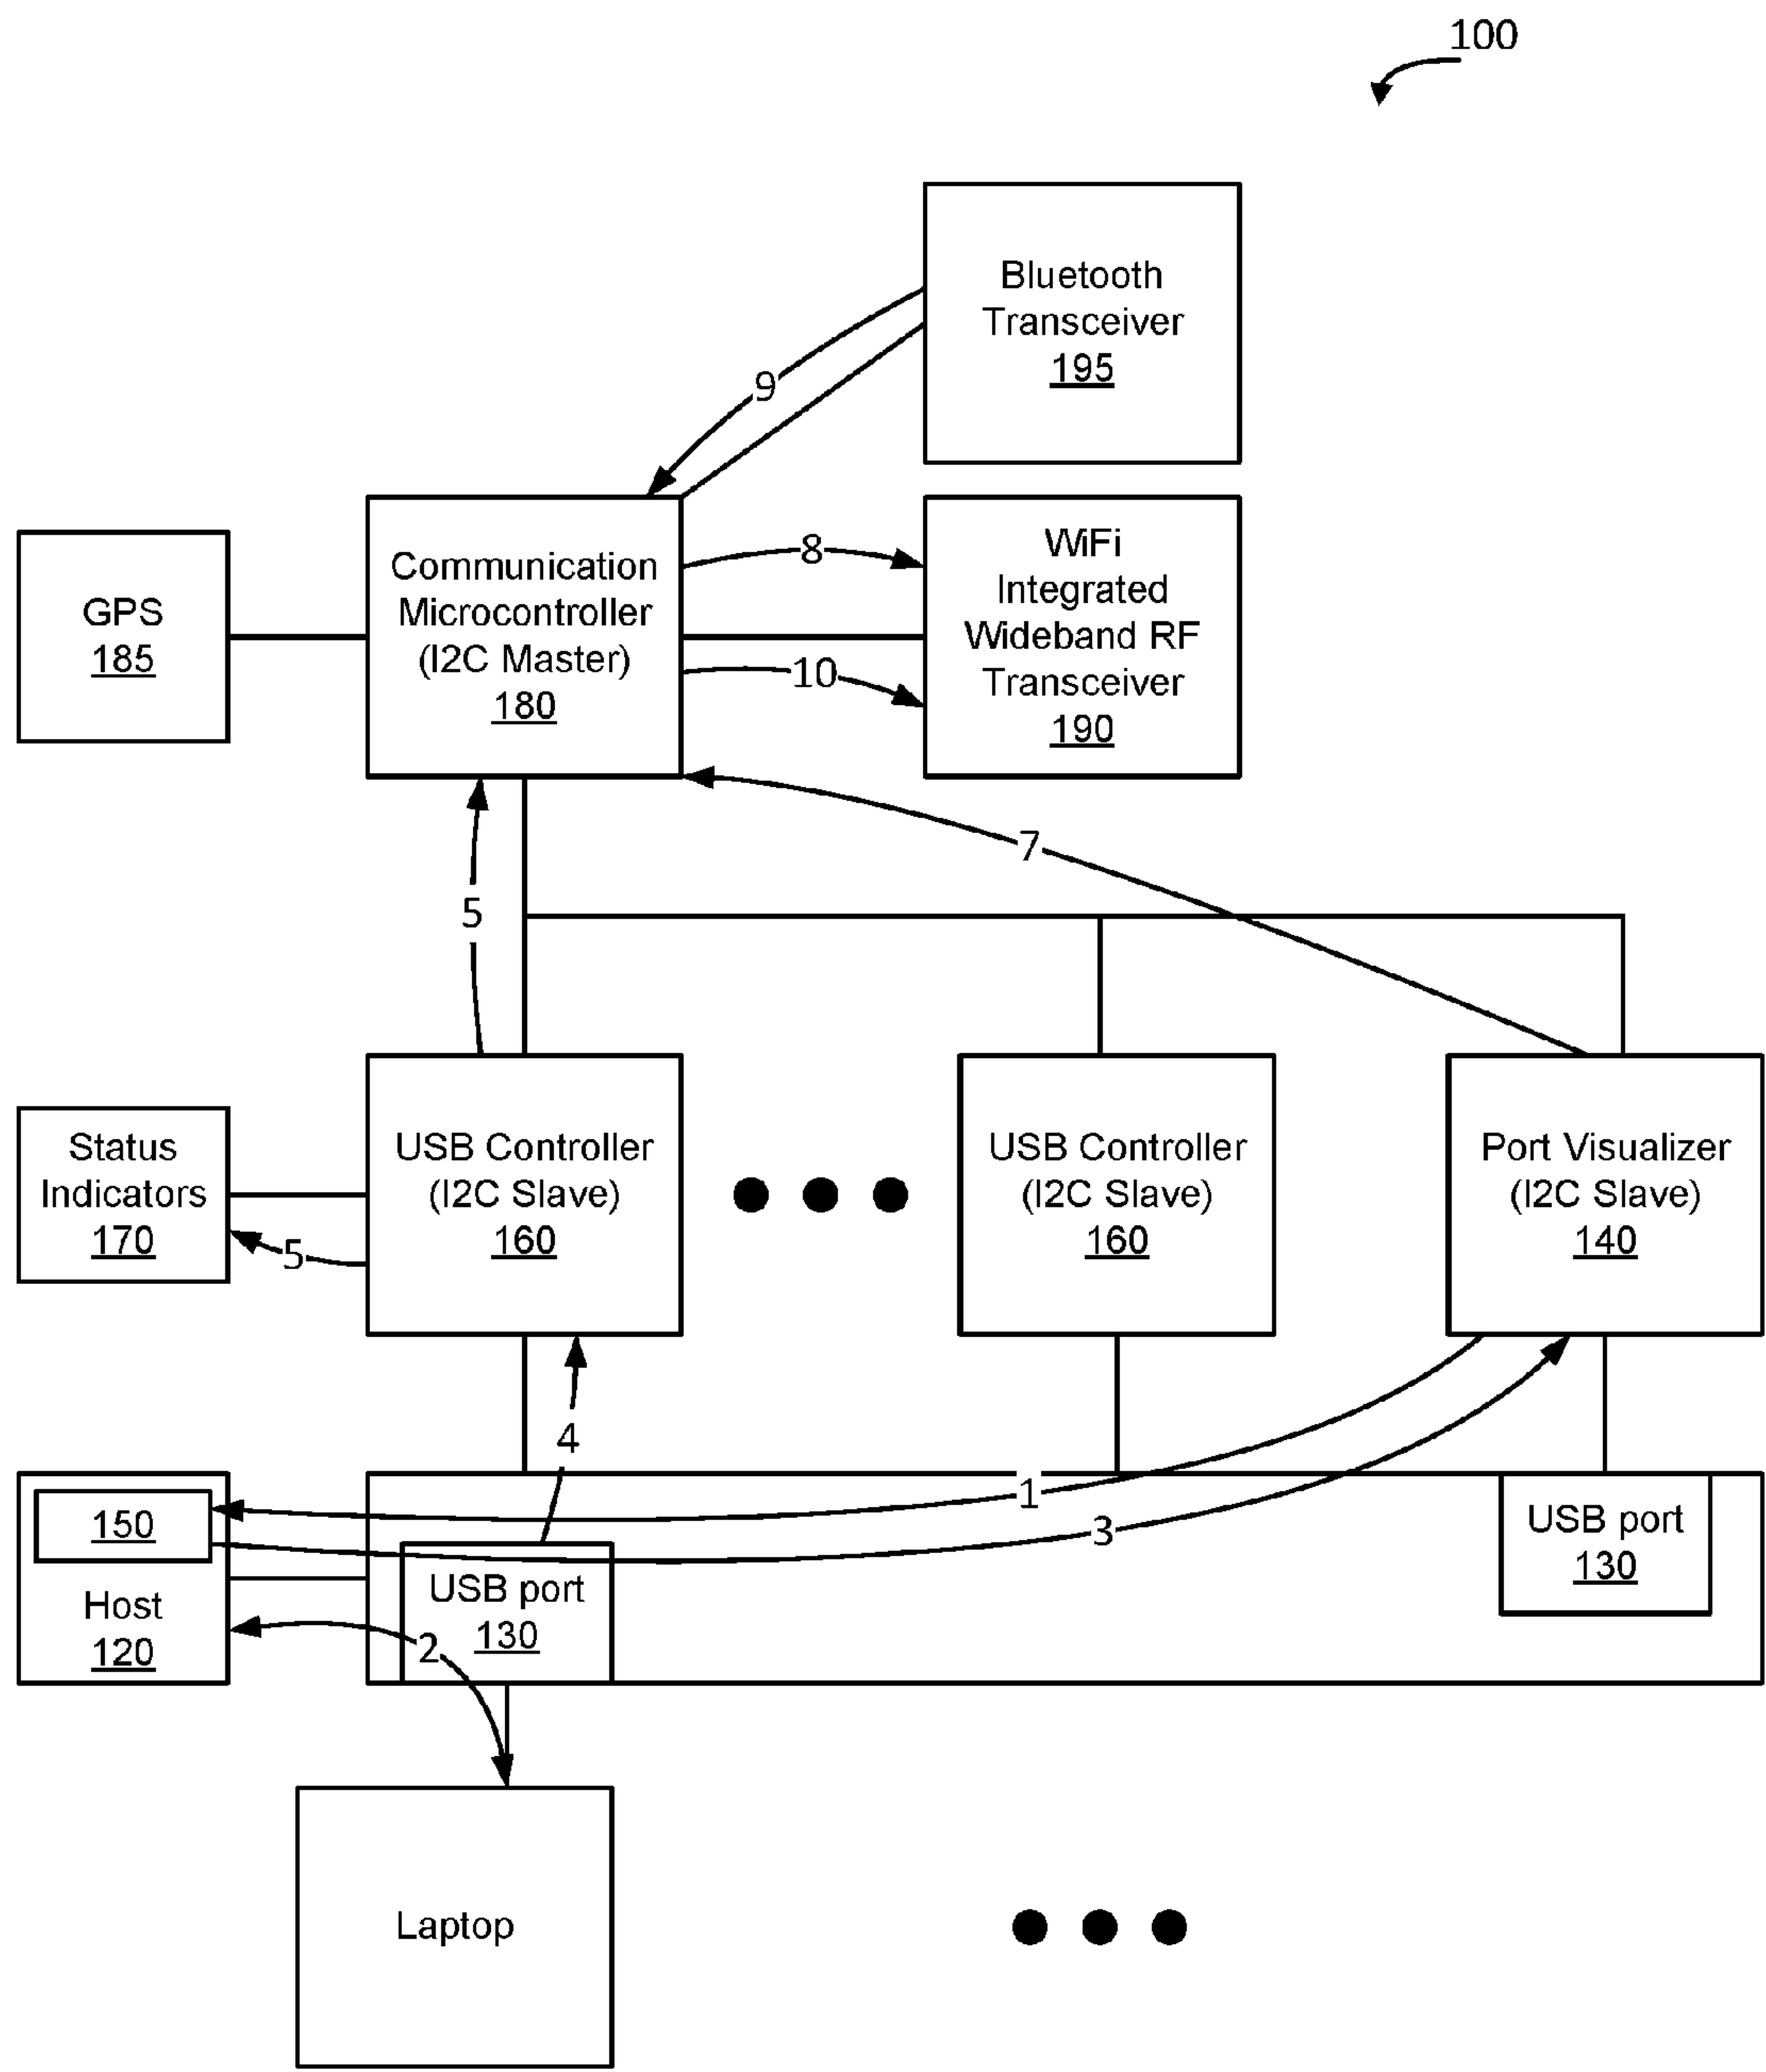 100
Bluetooth
Transceiver
195
9
GPS
185
Communication
Microcontroller
(I2C Master)
180
8
10
WiFi
Integrated
Wideband RF
Transceiver
190
7
5
Status
Indicators
170
5
USB Controller
(I2C Slave)
160
USB Controller
(I2C Slave)
160
Port Visualizer
(I2C Slave)
140
4
1
3
150
Host
120
2
USB port
130
USB port
130
Laptop